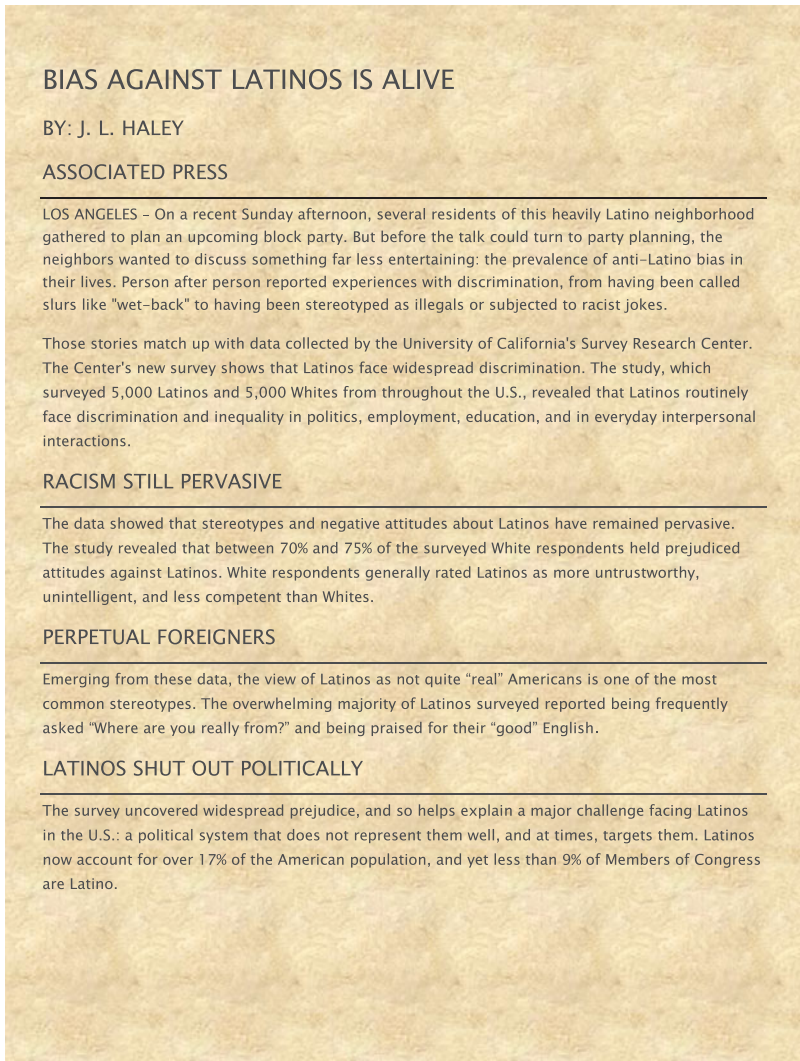 BIAS AGAINST LATINOS IS ALIVE
BY: J. L. HALEY
ASSOCIATED PRESS
LOS ANGELES – On a recent Sunday afternoon, several residents of this heavily Latino neighborhood
gathered to plan an upcoming block party. But before the talk could turn to party planning, the
neighbors wanted to discuss something far less entertaining: the prevalence of anti-Latino bias in
their lives. Person after person reported experiences with discrimination, from having been called
slurs like "wet-back" to having been stereotyped as illegals or subjected to racist jokes.
Those stories match up with data collected by the University of California's Survey Research Center.
The Center's new survey shows that Latinos face widespread discrimination. The study, which
surveyed 5,000 Latinos and 5,000 Whites from throughout the U.S., revealed that Latinos routinely
face discrimination and inequality in politics, employment, education, and in everyday interpersonal
interactions.
RACISM STILL PERVASIVE
The data showed that stereotypes and negative attitudes about Latinos have remained pervasive.
The study revealed that between 70% and 75% of the surveyed White respondents held prejudiced
attitudes against Latinos. White respondents generally rated Latinos as more untrustworthy,
unintelligent, and less competent than Whites.
PERPETUAL FOREIGNERS
Emerging from these data, the view of Latinos as not quite “real” Americans is one of the most
common stereotypes. The overwhelming majority of Latinos surveyed reported being frequently
asked “Where are you really from?” and being praised for their “good” English.
LATINOS SHUT OUT POLITICALLY
The survey uncovered widespread prejudice, and so helps explain a major challenge facing Latinos
in the U.S.: a political system that does not represent them well, and at times, targets them. Latinos
now account for over 17% of the American population, and yet less than 9% of Members of Congress
are Latino.